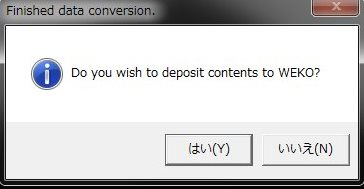 Finished data conversion.
Do you wish to deposit contents to WEKO?
はい(Y)
いいえ(N)